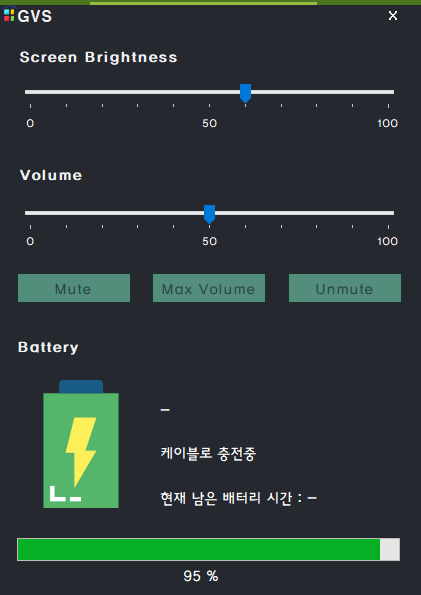 GVS x
Screen Brightness
0 50 100
Volume
0 50 100
Mute Max Volume Unmute
Battery
–
케이블로 충전중
현재 남은 배터리 시간 : –
95 %